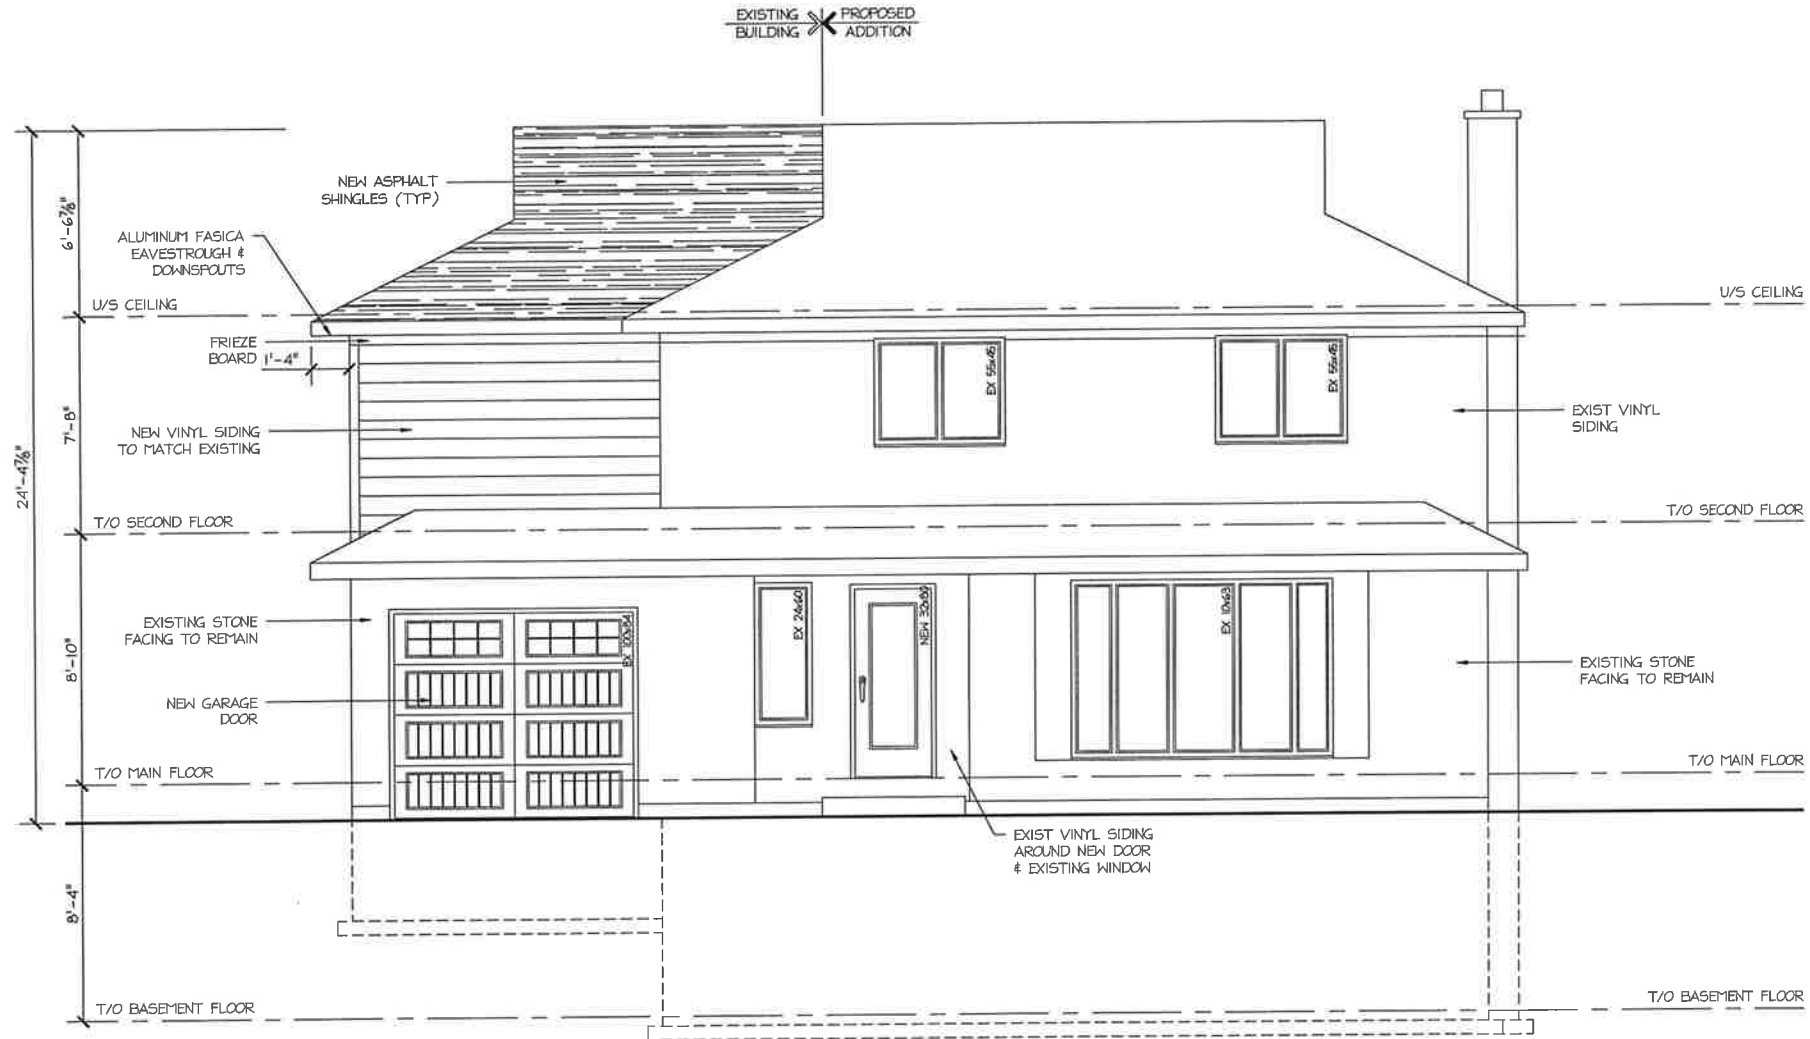 EXISTING PROPOSED
BUILDING ADDITION
NEW ASPHALT
SHINGLES (TYP)
ALUMINUM FASICA
EAVESTROUGH &
DOWNSPOUTS
U/S CEILING
U/S CEILING
FRIEZE
BOARD
1'-4"
6'-6⅞"
7'-8"
24'-4⅞"
8'-10"
8'-4"
NEW VINYL SIDING
TO MATCH EXISTING
EX 55x45
EX 55x45
EXIST VINYL
SIDING
T/O SECOND FLOOR
T/O SECOND FLOOR
EXISTING STONE
FACING TO REMAIN
EX 100x84
EX 24x60
NEW 32x80
EX 10x63
EXISTING STONE
FACING TO REMAIN
NEW GARAGE
DOOR
T/O MAIN FLOOR
T/O MAIN FLOOR
EXIST VINYL SIDING
AROUND NEW DOOR
& EXISTING WINDOW
T/O BASEMENT FLOOR
T/O BASEMENT FLOOR